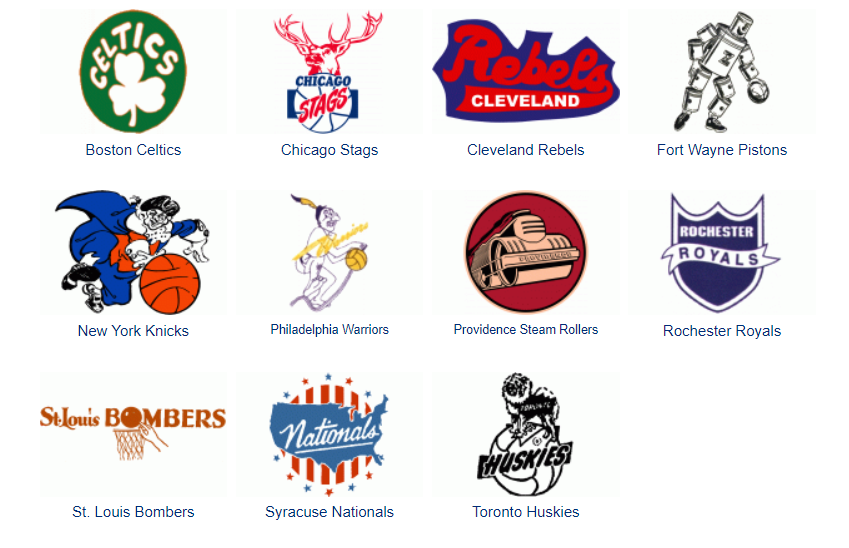 CELTICS
CHICAGO
STAGS
Rebels
CLEVELAND
Z
Boston Celtics
Chicago Stags
Cleveland Rebels
Fort Wayne Pistons
Warriors
PROVIDENCE
ROCHESTER
ROYALS
New York Knicks
Philadelphia Warriors
Providence Steam Rollers
Rochester Royals
St. Louis BOMBERS
Nationals
TORONTO
HUSKIES
St. Louis Bombers
Syracuse Nationals
Toronto Huskies